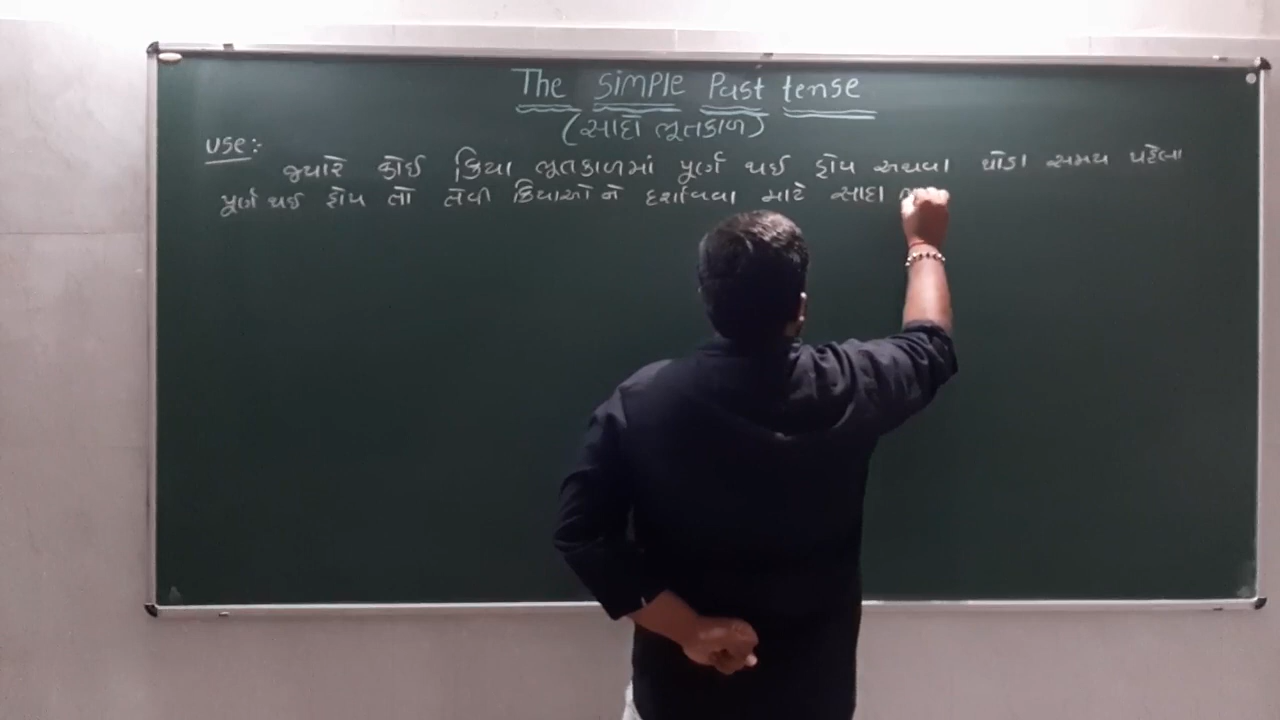 The Simple Past tense
(સાદો ભૂતકાળ)
use:-
જ્યારે કોઈ ક્રિયા ભૂતકાળમાં પૂર્ણ થઈ હોય અથવા થોડા સમય પહેલા
પૂર્ણ થઈ હોય તો તેવી ક્રિયાઓને દર્શાવવા માટે સાદા